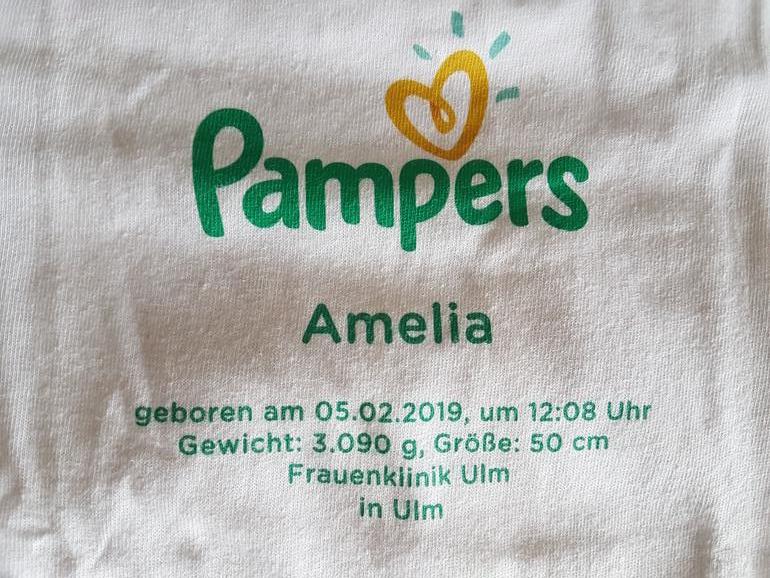 Pampers
Amelia
geboren am 05.02.2019, um 12:08 Uhr
Gewicht: 3.090 g, Größe: 50 cm
Frauenklinik Ulm
in Ulm